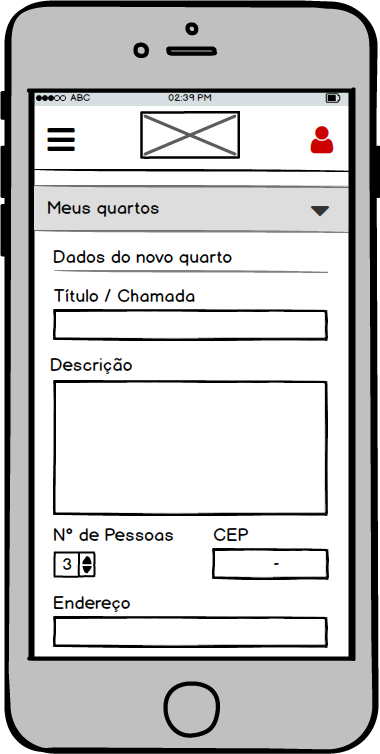 ABC 02:39 PM
Meus quartos
Dados do novo quarto
Título / Chamada
Descrição
Nº de Pessoas CEP
3 -
Endereço